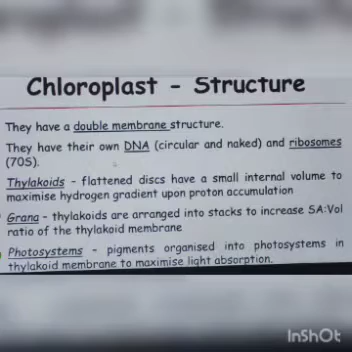 Chloroplast - Structure
They have a double membrane structure.
They have their own DNA (circular and naked) and ribosomes
(70S).
Thylakoids - flattened discs have a small internal volume to
maximise hydrogen gradient upon proton accumulation
Grana - thylakoids are arranged into stacks to increase SA:Vol
ratio of the thylakoid membrane
Photosystems - pigments organised into photosystems in
thylakoid membrane to maximise light absorption.
InShOt